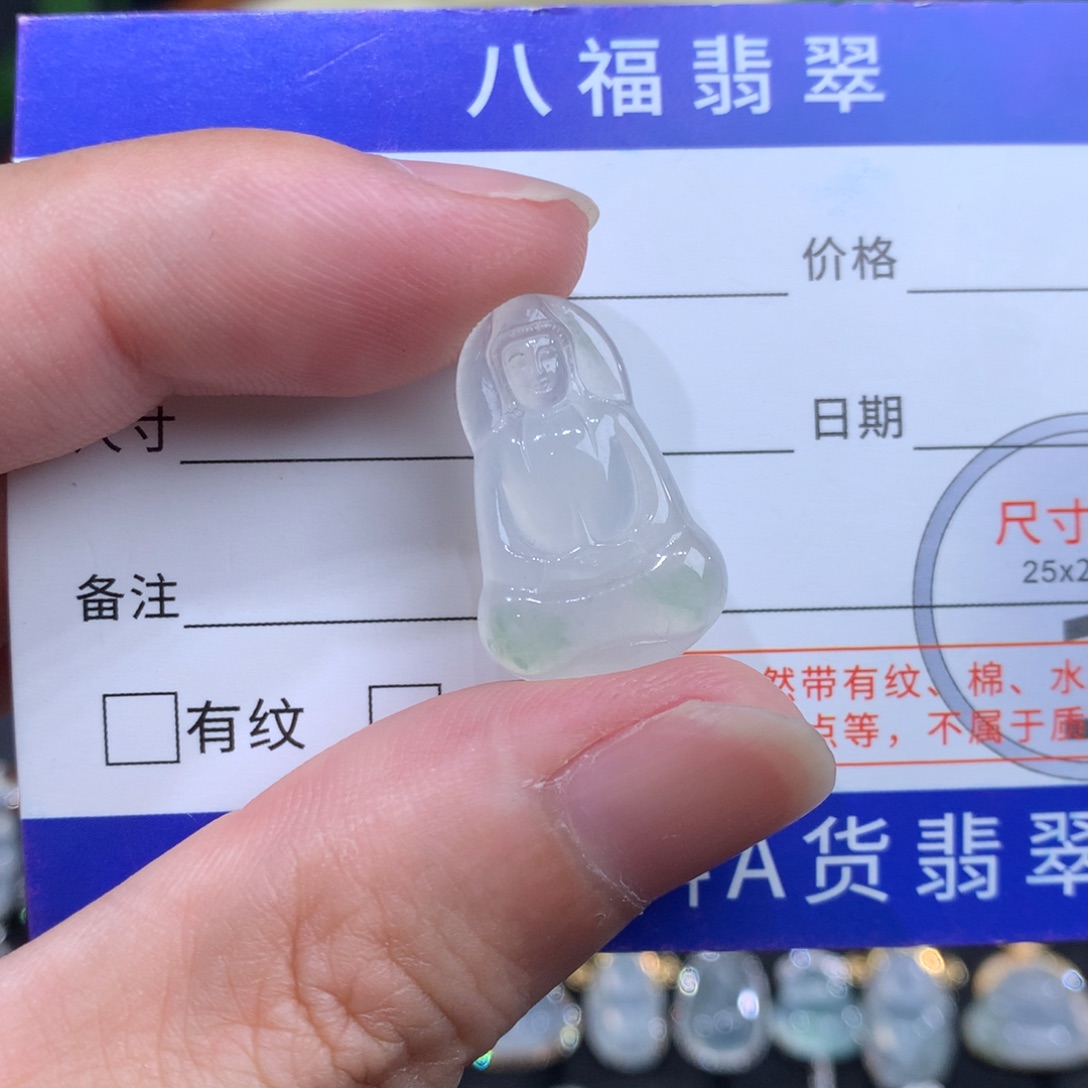 八福翡翠
价格
寸
日期
备注
尺寸
25x2
有纹
然带有纹、棉、水
点等，不属于质
A货翡翠